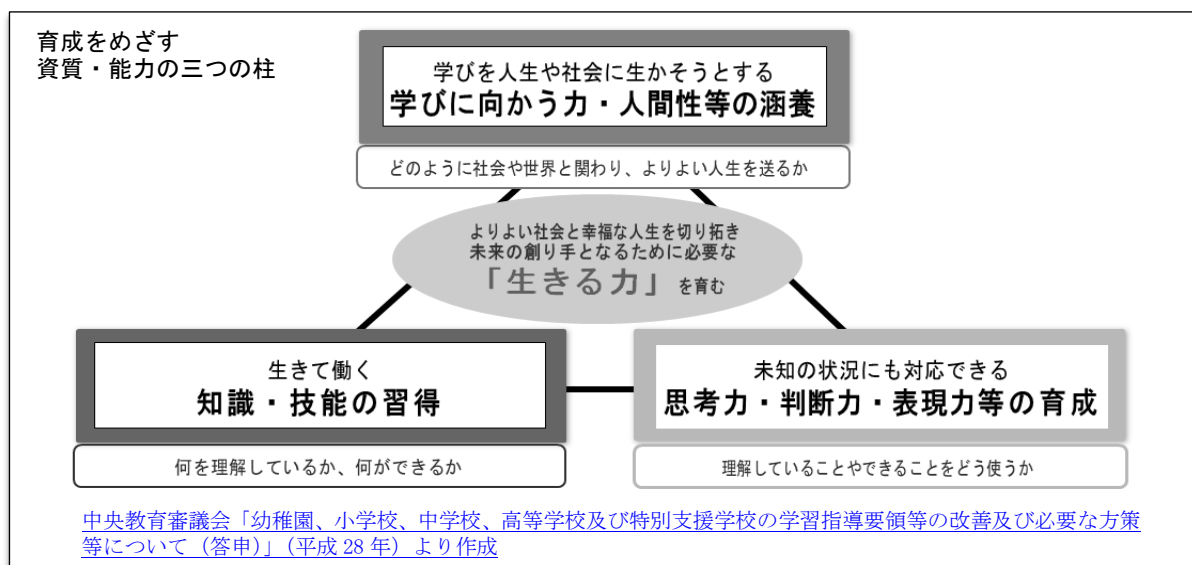 育成をめざす
資質・能力の三つの柱
学びを人生や社会に生かそうとする
学びに向かう力・人間性等の涵養
どのように社会や世界と関わり、よりよい人生を送るか
よりよい社会と幸福な人生を切り拓き
未来の創り手となるために必要な
「生きる力」を育む
生きて働く
知識・技能の習得
何を理解しているか、何ができるか
未知の状況にも対応できる
思考力・判断力・表現力等の育成
理解していることやできることをどう使うか
中央教育審議会「幼稚園、小学校、中学校、高等学校及び特別支援学校の学習指導要領等の改善及び必要な方策
等について（答申）」（平成 28 年）より作成